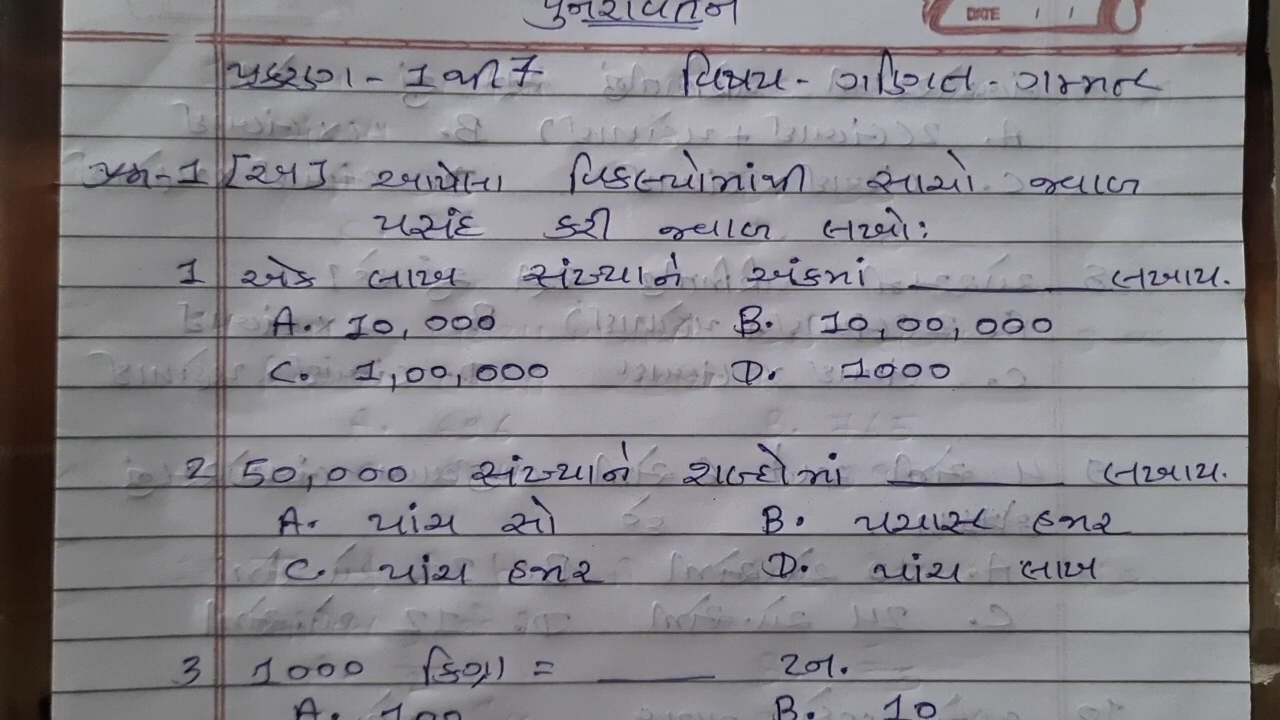 પુનરાવર્તન
DATE / /
પ્રકરણ - 1 થી 7 વિષય - ગણિત - ગમ્મત
પ્રશ્ન-1 [અ] આપેલા વિકલ્પોમાંથી સાચો જવાબ
પસંદ કરી જવાબ લખો:
1 એક લાખ સંખ્યાને અંકમાં ______ લખાય.
A. 10,000 B. 10,00,000
C. 1,00,000 D. 1000
2 50,000 સંખ્યાને શબ્દોમાં ______ લખાય.
A. પાંચ સો B. પચાસ હજાર
C. પાંચ હજાર D. પાંચ લાખ
3 1000 કિગ્રા = ______ ટન.
A. 100 B. 10